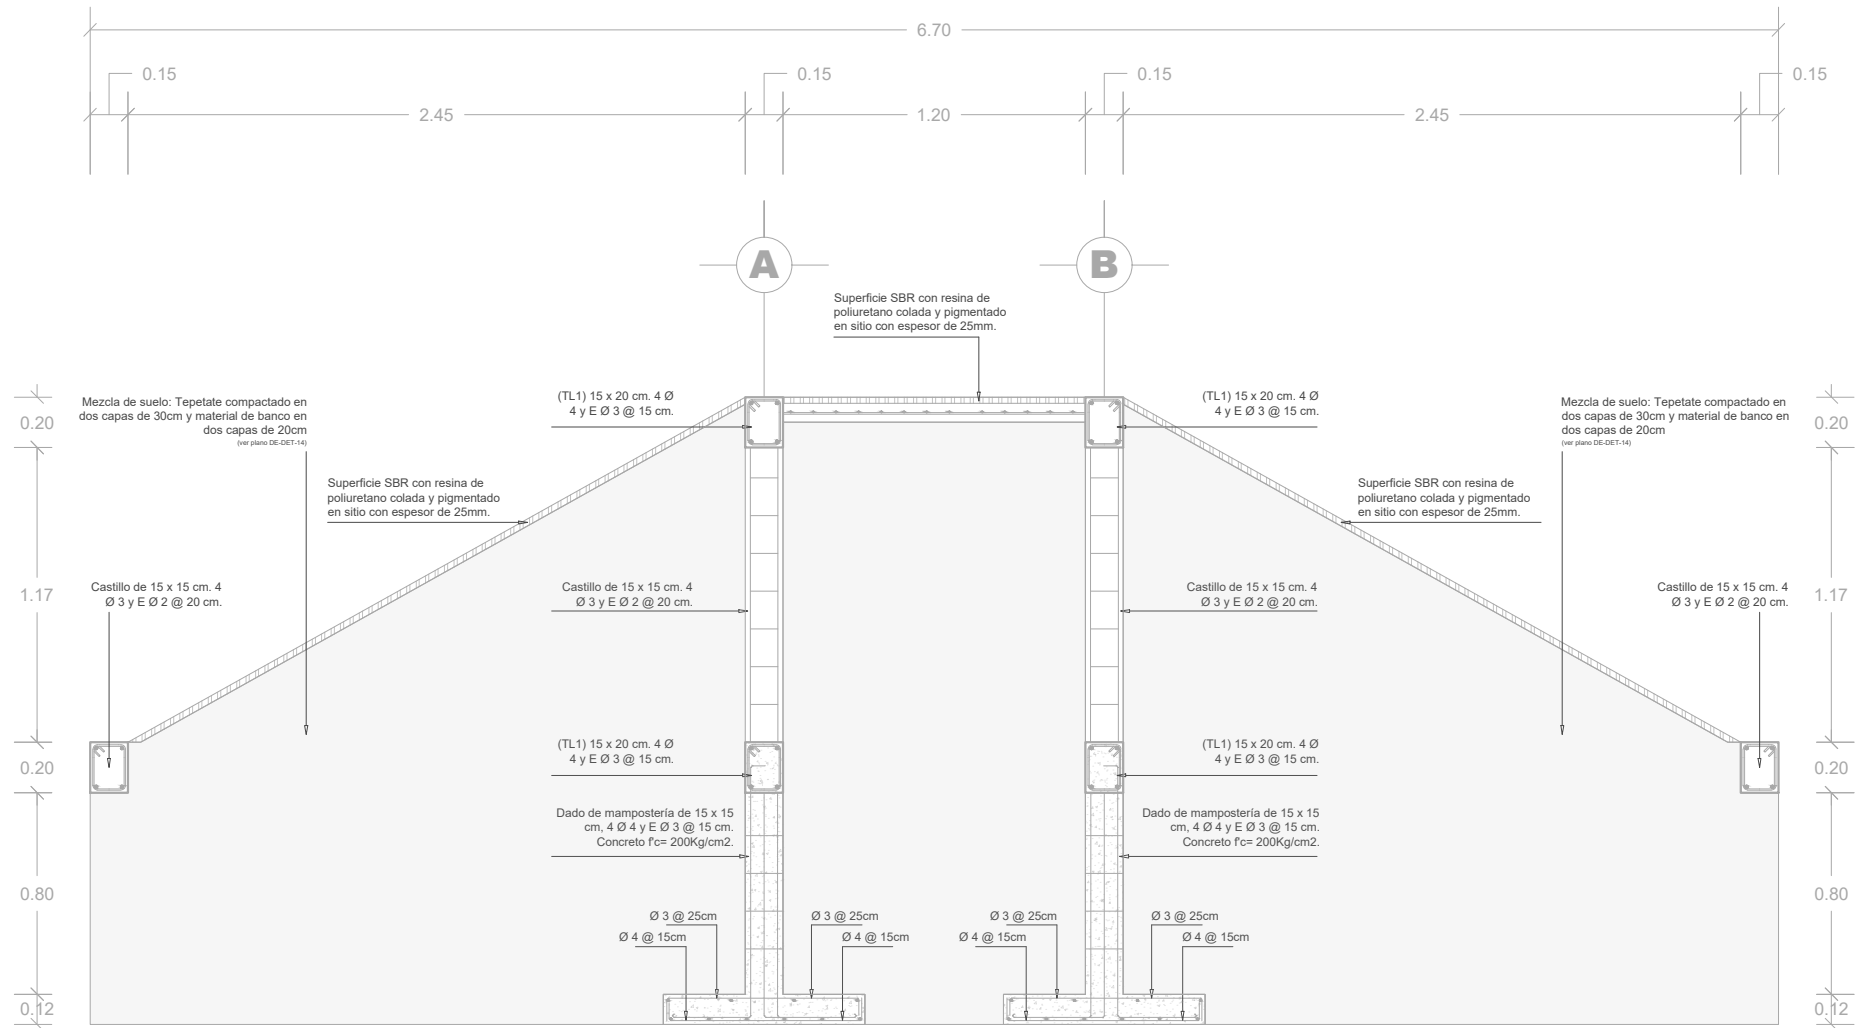 6.70
0.15
0.15
0.15
0.15
2.45
1.20
2.45
A
B
Superficie SBR con resina de
poliuretano colada y pigmentado
en sitio con espesor de 25mm.
0.20
Mezcla de suelo: Tepetate compactado en
dos capas de 30cm y material de banco en
dos capas de 20cm
(ver plano DE-DET-14)
(TL1) 15 x 20 cm. 4 Ø
4 y E Ø 3 @ 15 cm.
(TL1) 15 x 20 cm. 4 Ø
4 y E Ø 3 @ 15 cm.
Mezcla de suelo: Tepetate compactado en
dos capas de 30cm y material de banco en
dos capas de 20cm
(ver plano DE-DET-14)
0.20
Superficie SBR con resina de
poliuretano colada y pigmentado
en sitio con espesor de 25mm.
Superficie SBR con resina de
poliuretano colada y pigmentado
en sitio con espesor de 25mm.
1.17
Castillo de 15 x 15 cm. 4
Ø 3 y E Ø 2 @ 20 cm.
Castillo de 15 x 15 cm. 4
Ø 3 y E Ø 2 @ 20 cm.
Castillo de 15 x 15 cm. 4
Ø 3 y E Ø 2 @ 20 cm.
Castillo de 15 x 15 cm. 4
Ø 3 y E Ø 2 @ 20 cm.
1.17
0.20
(TL1) 15 x 20 cm. 4 Ø
4 y E Ø 3 @ 15 cm.
(TL1) 15 x 20 cm. 4 Ø
4 y E Ø 3 @ 15 cm.
0.20
0.80
Dado de mampostería de 15 x 15
cm, 4 Ø 4 y E Ø 3 @ 15 cm.
Concreto f'c= 200Kg/cm2.
Dado de mampostería de 15 x 15
cm, 4 Ø 4 y E Ø 3 @ 15 cm.
Concreto f'c= 200Kg/cm2.
0.80
Ø 3 @ 25cm
Ø 3 @ 25cm
Ø 3 @ 25cm
Ø 3 @ 25cm
Ø 4 @ 15cm
Ø 4 @ 15cm
Ø 4 @ 15cm
Ø 4 @ 15cm
0.12
0.12